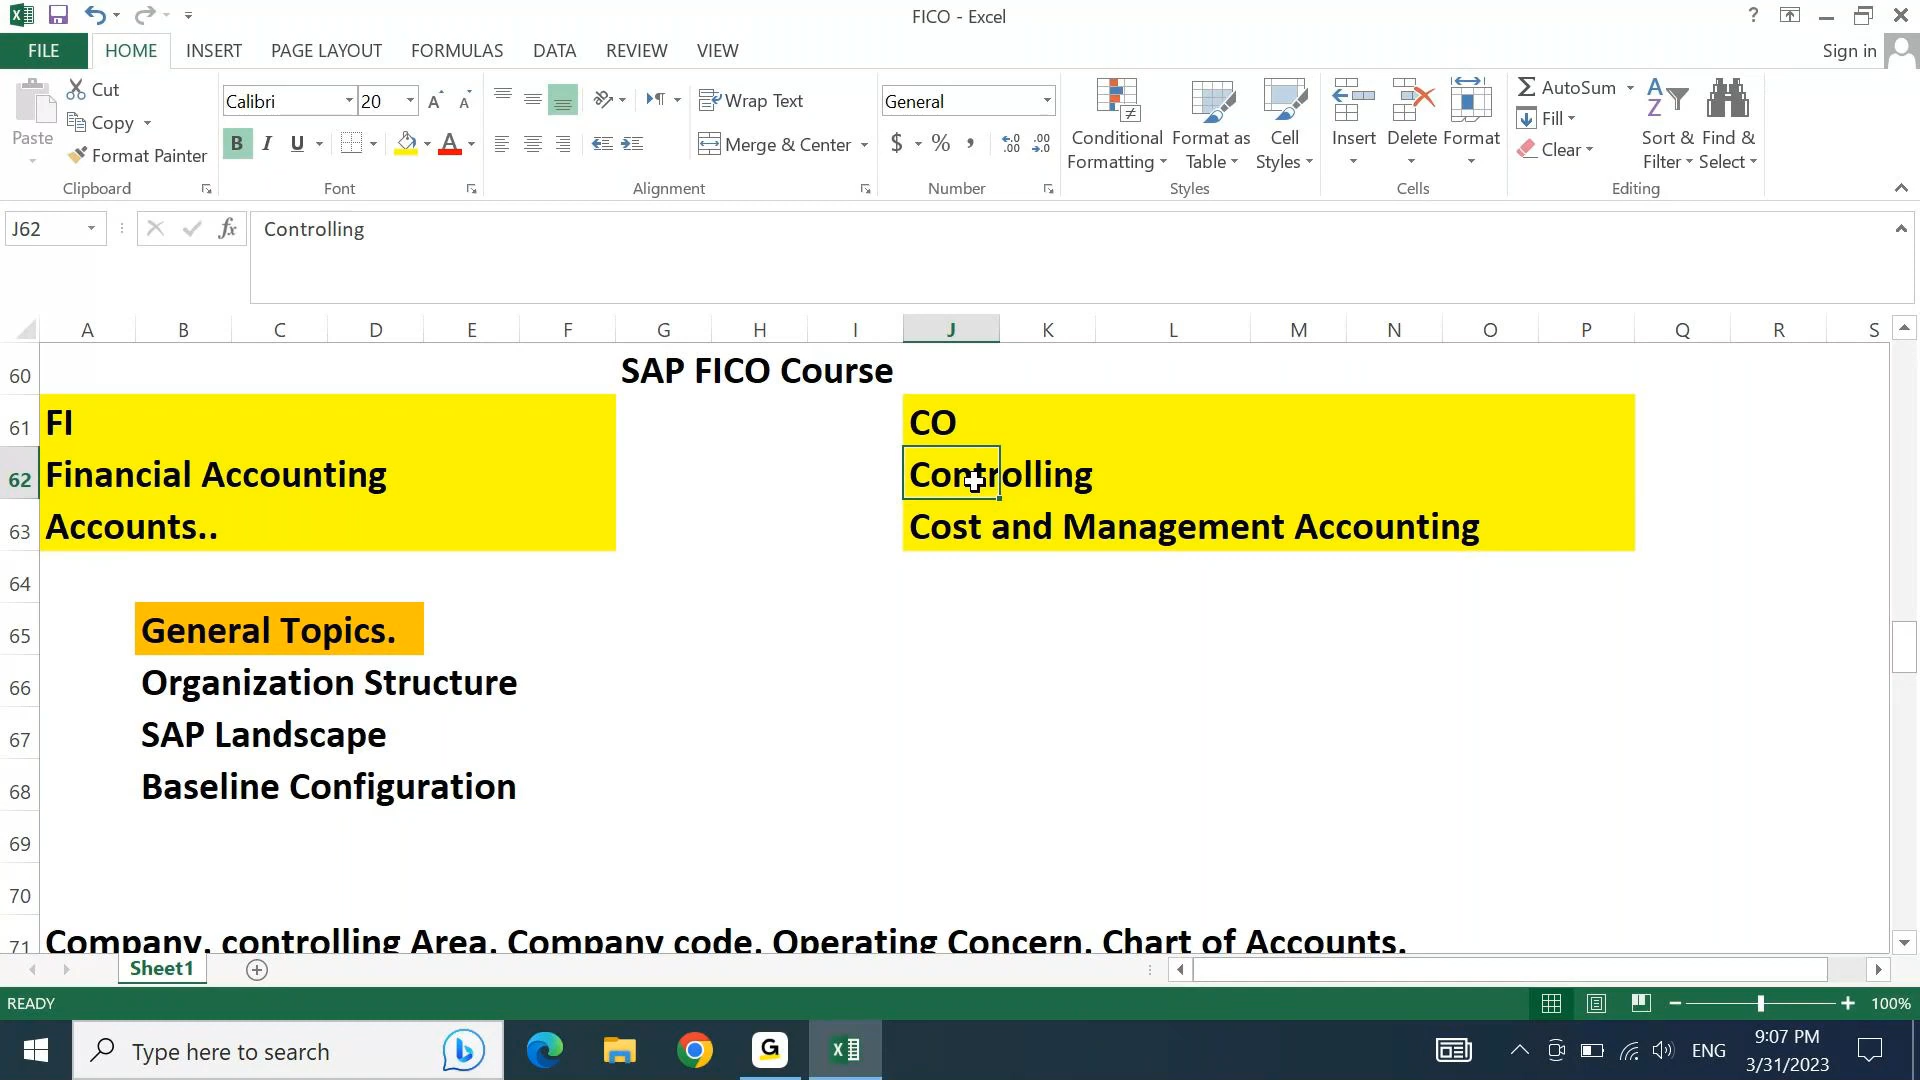 FICO - Excel
?
FILE HOME INSERT PAGE LAYOUT FORMULAS DATA REVIEW VIEW
Sign in
Paste
Cut
Copy
Format Painter
Clipboard
Calibri 20
B I U
Font
Wrap Text
Merge & Center
Alignment
General
$ % ,
Number
Conditional Formatting
Format as Table
Cell Styles
Styles
Insert
Delete
Format
Cells
AutoSum
Fill
Clear
Sort & Filter
Find & Select
Editing
J62
fx
Controlling
A B C D E F G H I J K L M N O P Q R S
60 SAP FICO Course
61 FI CO
62 Financial Accounting Controlling
63 Accounts.. Cost and Management Accounting
64
65 General Topics.
66 Organization Structure
67 SAP Landscape
68 Baseline Configuration
69
70
71 Company, controlling Area, Company code, Operating Concern, Chart of Accounts.
Sheet1
READY
100%
Type here to search
ENG
9:07 PM
3/31/2023